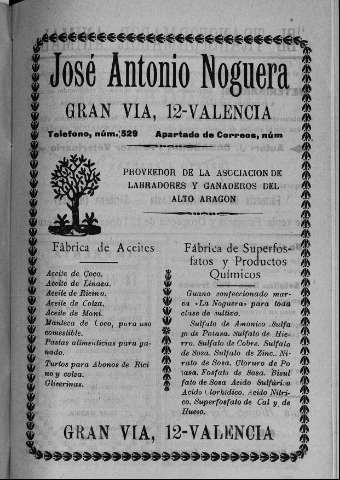 José Antonio Noguera
GRAN VIA, 12-VALENCIA
Telefono, núm. 529 Apartado de Correos, núm
PROVEEDOR DE LA ASOCIACION DE
LABRADORES Y GANADEROS DEL
ALTO ARAGON
Fábrica de Aceites
Aceite de Coco.
Aceite de Linaza.
Aceite de Ricino.
Aceite de Colza.
Aceite de Maní.
Manteca de Coco, para uso
comestible.
Pastas alimenticias para ga-
nado.
Turtos para Abonos de Rici
no y colza.
Glicerinas.
Fábrica de Superfos-
fatos y Productos
Químicos
Guano confeccionado mar-
ca «La Noguera» para toda
clase de cultivo.
Sulfato de Amonico. Sulfa
de Potasa. Sulfato de Hie-
rro. Sulfato de Cobre. Sulfato
de Sosa. Sulfato de Zinc. Ni-
rato de Sosa. Cloruro de Po
asa. Fosfato de Sosa. Bisul
fato de Sosa Acido Sulfúrico
Acido Clorhídico. Acido Nítri-
co. Superfosfato de Cal y de
Hueso.
GRAN VIA, 12-VALENCIA